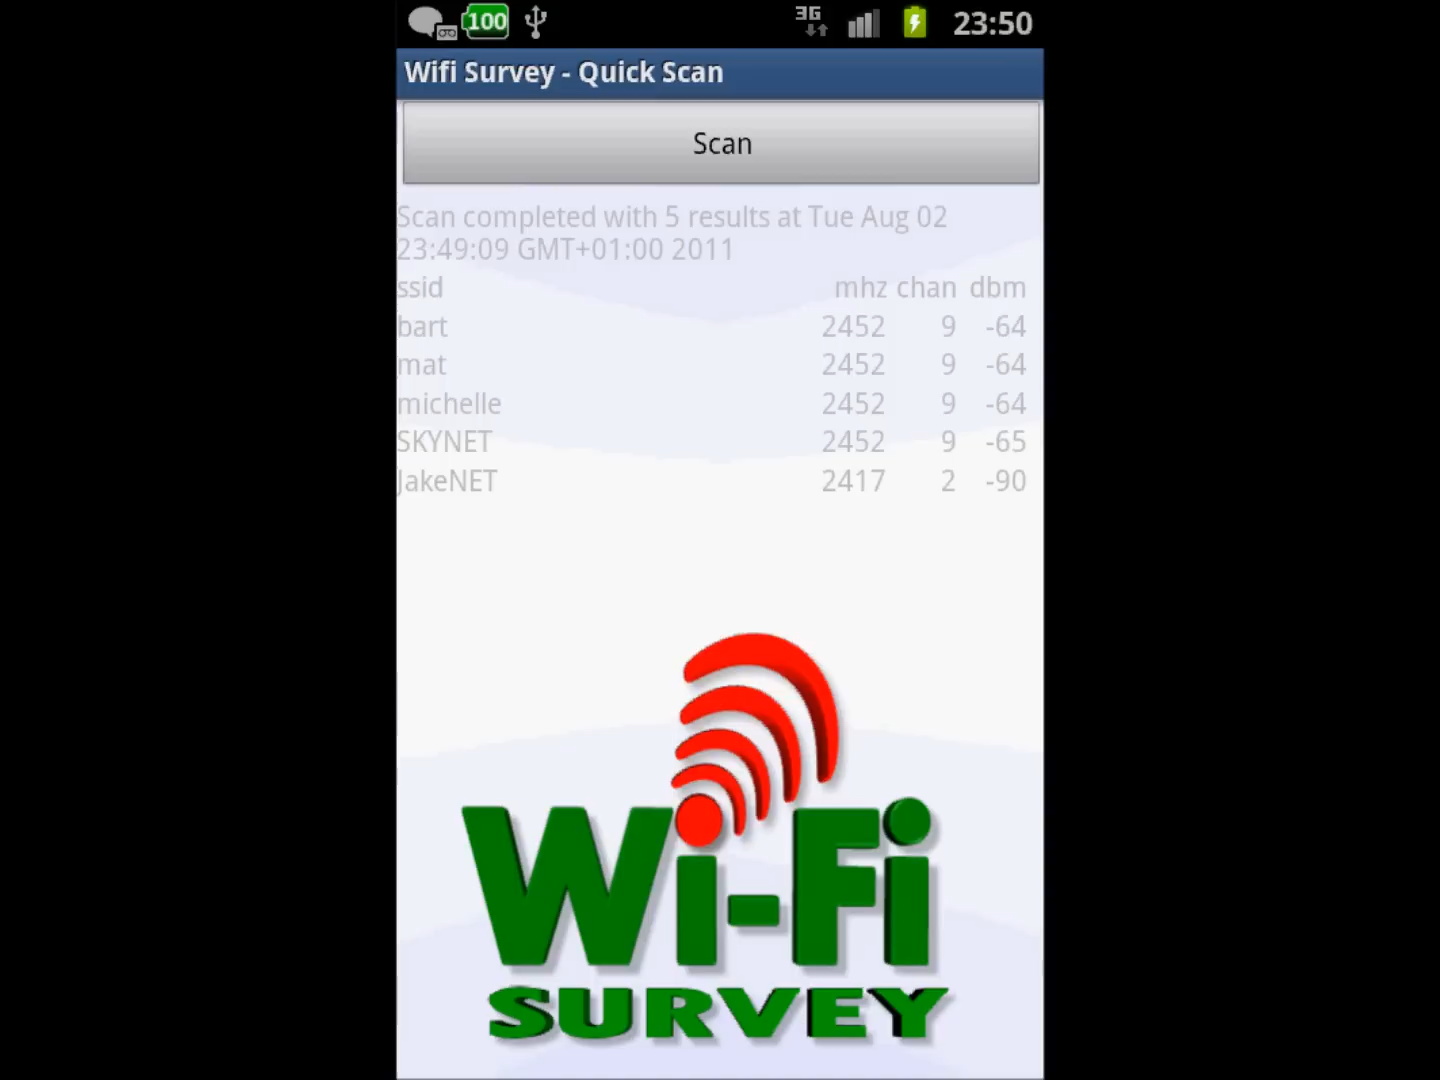 100 3G 23:50
Wifi Survey - Quick Scan
Scan
Scan completed with 5 results at Tue Aug 02
23:49:09 GMT+01:00 2011
ssid mhz chan dbm
bart 2452 9 -64
mat 2452 9 -64
michelle 2452 9 -64
SKYNET 2452 9 -65
JakeNET 2417 2 -90
Wi-Fi
SURVEY